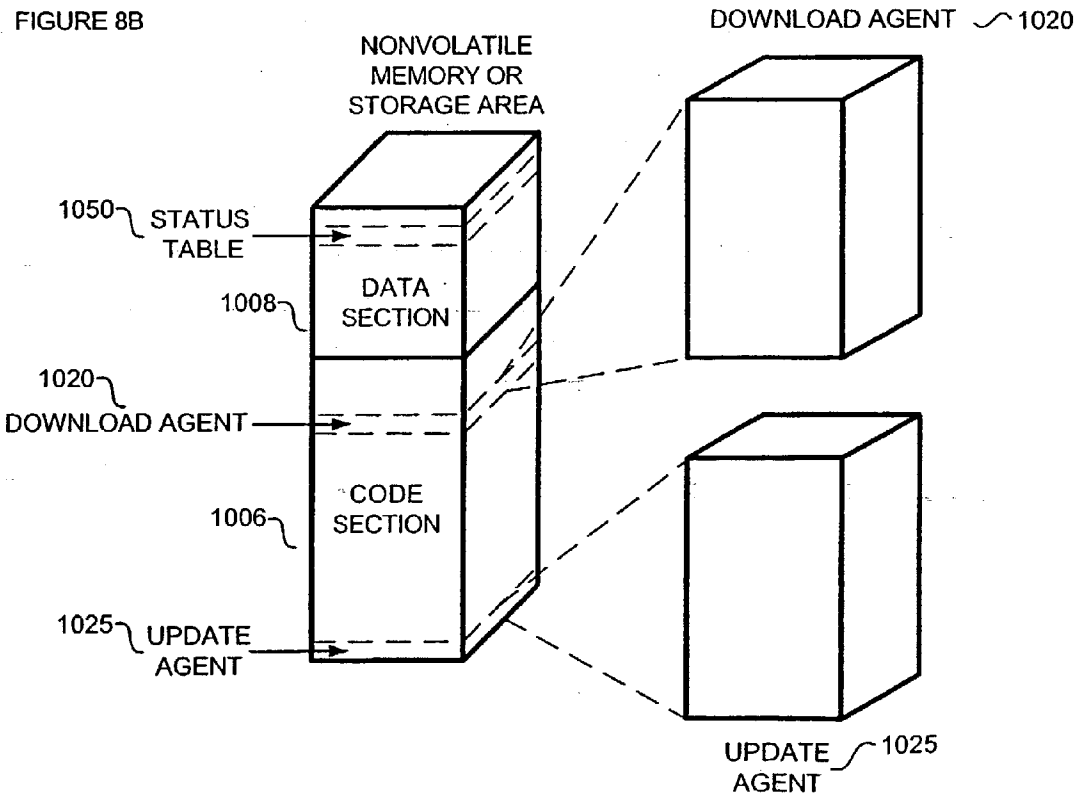 FIGURE 8B
DOWNLOAD AGENT 1020
NONVOLATILE
MEMORY OR
STORAGE AREA
1050
STATUS
TABLE
DATA
SECTION
1008
1020
DOWNLOAD AGENT
CODE
SECTION
1006
1025
UPDATE
AGENT
UPDATE
AGENT
1025